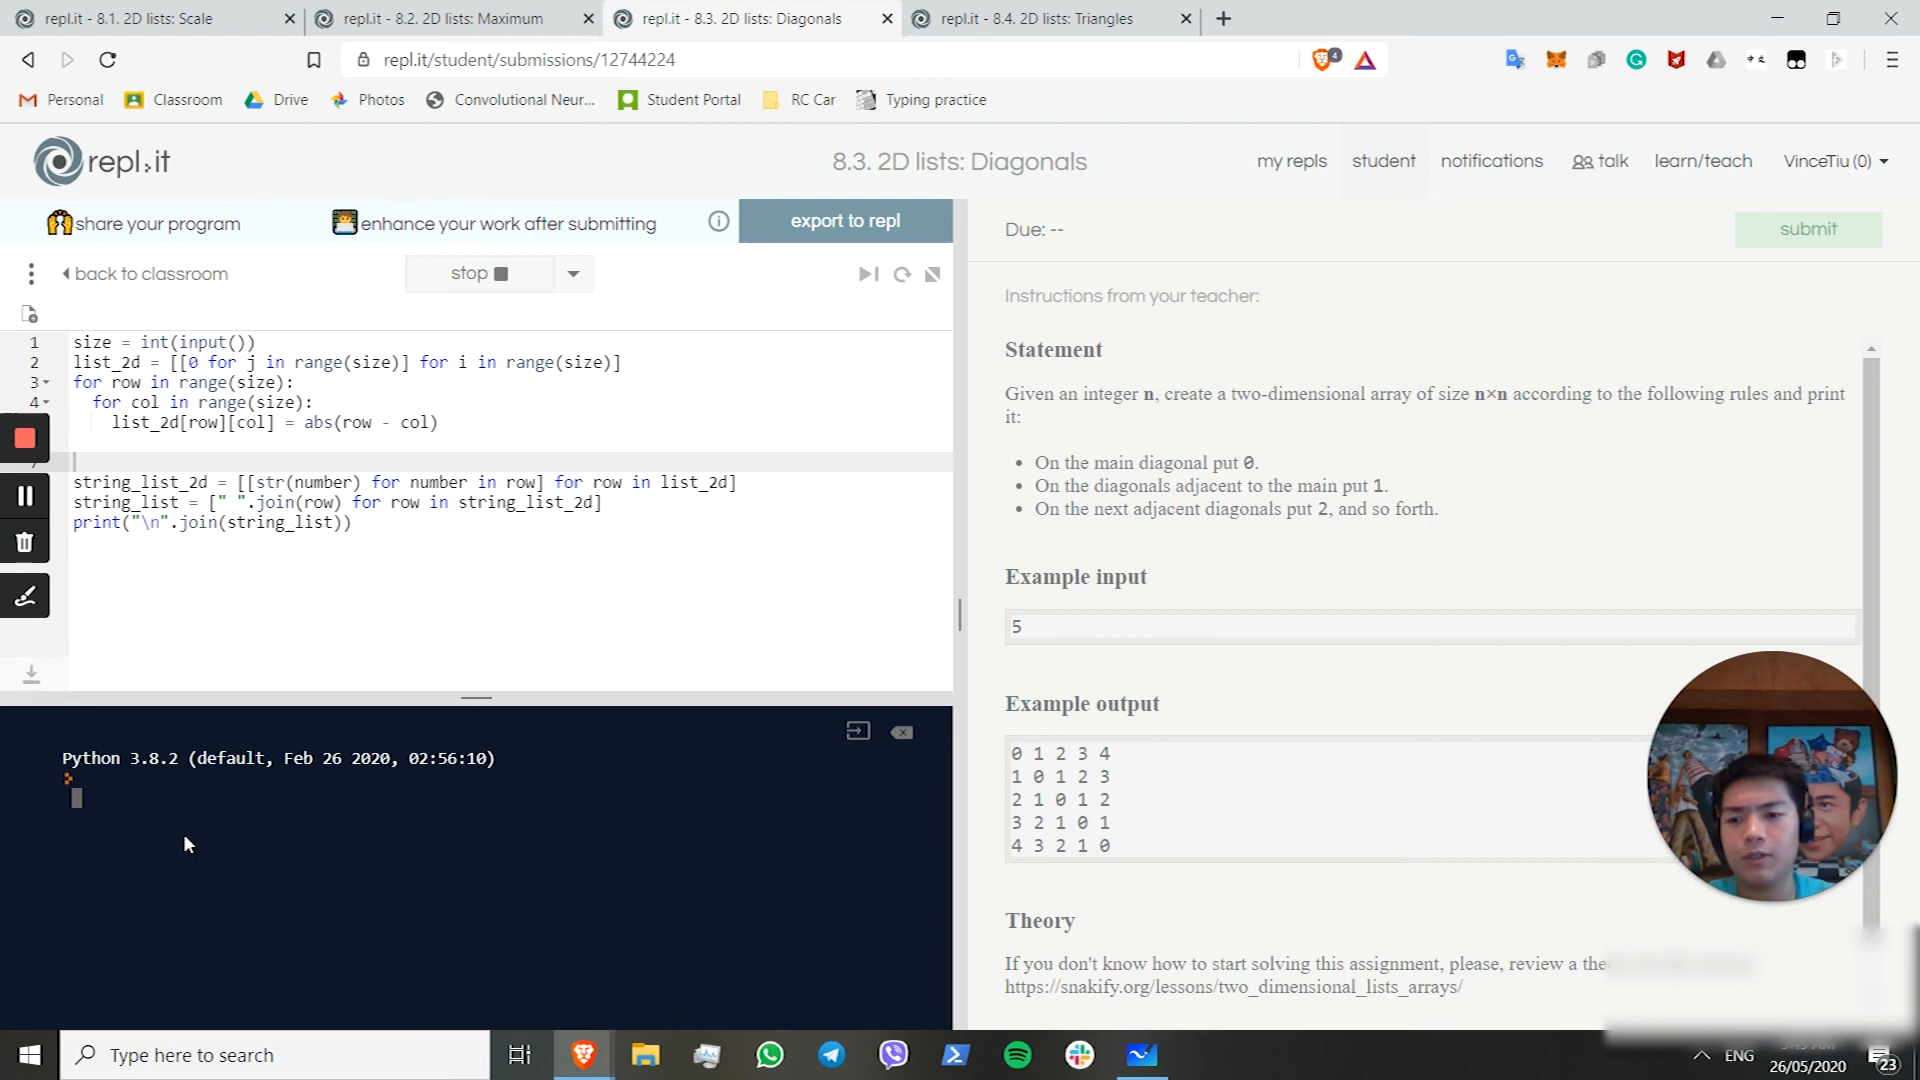 repl.it - 8.1. 2D lists: Scale
repl.it - 8.2. 2D lists: Maximum
repl.it - 8.3. 2D lists: Diagonals
repl.it - 8.4. 2D lists: Triangles
repl.it/student/submissions/12744224
4
Personal
Classroom
Drive
Photos
Convolutional Neur...
Student Portal
RC Car
Typing practice
repl.it
8.3. 2D lists: Diagonals
my repls
student
notifications
talk
learn/teach
VinceTiu (0)
share your program
enhance your work after submitting
export to repl
back to classroom
stop
1 size = int(input())
2 list_2d = [[0 for j in range(size)] for i in range(size)]
3 for row in range(size):
4 for col in range(size):
list_2d[row][col] = abs(row - col)
string_list_2d = [[str(number) for number in row] for row in list_2d]
string_list = [" ".join(row) for row in string_list_2d]
print("\n".join(string_list))
Python 3.8.2 (default, Feb 26 2020, 02:56:10)
Due: --
submit
Instructions from your teacher:
Statement
Given an integer n, create a two-dimensional array of size n×n according to the following rules and print
it:
• On the main diagonal put 0.
• On the diagonals adjacent to the main put 1.
• On the next adjacent diagonals put 2, and so forth.
Example input
5
Example output
0 1 2 3 4
1 0 1 2 3
2 1 0 1 2
3 2 1 0 1
4 3 2 1 0
Theory
If you don't know how to start solving this assignment, please, review a
https://snakify.org/lessons/two_dimensional_lists_arrays/
Type here to search
ENG
26/05/2020
23